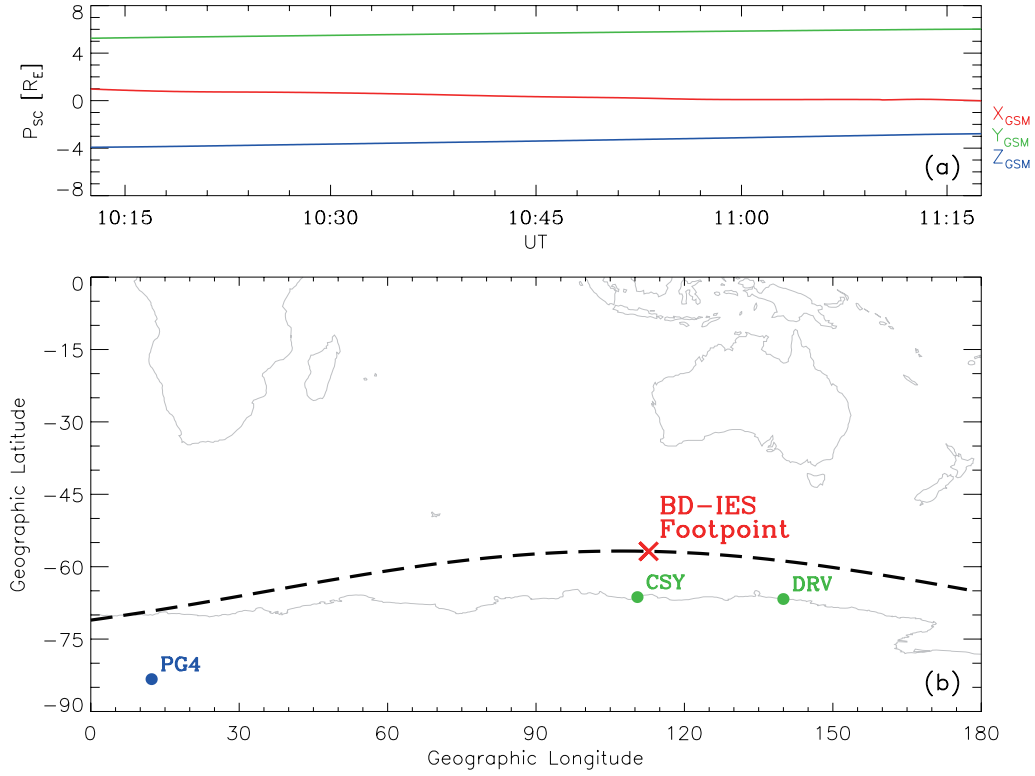 8
4
0
-4
-8
P_SC [R_E]
X_GSM
Y_GSM
Z_GSM
(a)
10:15 10:30 10:45 11:00 11:15
UT
0
-15
-30
-45
-60
-75
-90
Geographic Latitude
BD-IES
Footpoint
CSY
DRV
PG4
(b)
0 30 60 90 120 150 180
Geographic Longitude